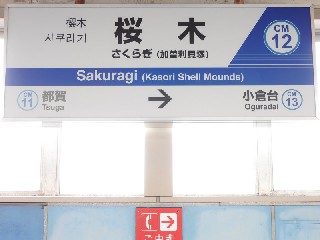 桜木
사쿠라기
桜木
さくらぎ (加曽利貝塚)
CM
12
Sakuragi (Kasori Shell Mounds)
CM
11
都賀
Tsuga
→
小倉台
Oguradai
CM
13